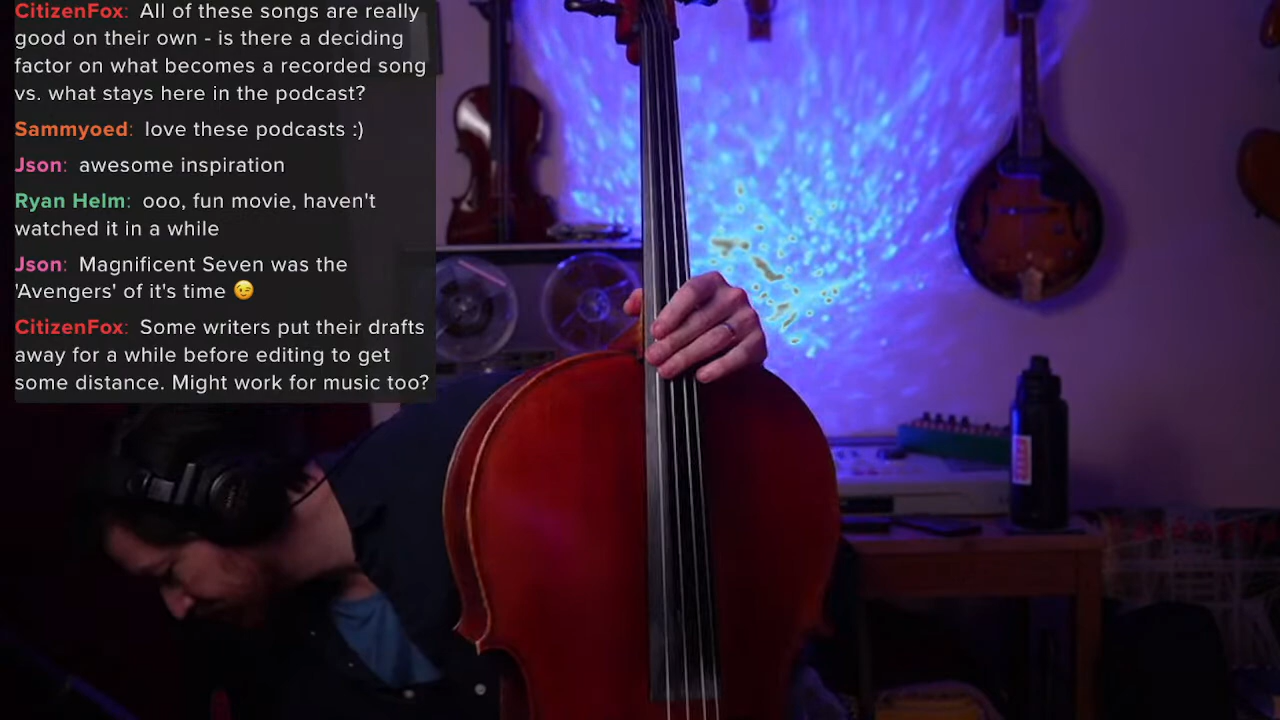 CitizenFox: All of these songs are really
good on their own - is there a deciding
factor on what becomes a recorded song
vs. what stays here in the podcast?
Sammyoed: love these podcasts :)
Json: awesome inspiration
Ryan Helm: ooo, fun movie, haven't
watched it in a while
Json: Magnificent Seven was the
'Avengers' of it's time 😉
CitizenFox: Some writers put their drafts
away for a while before editing to get
some distance. Might work for music too?